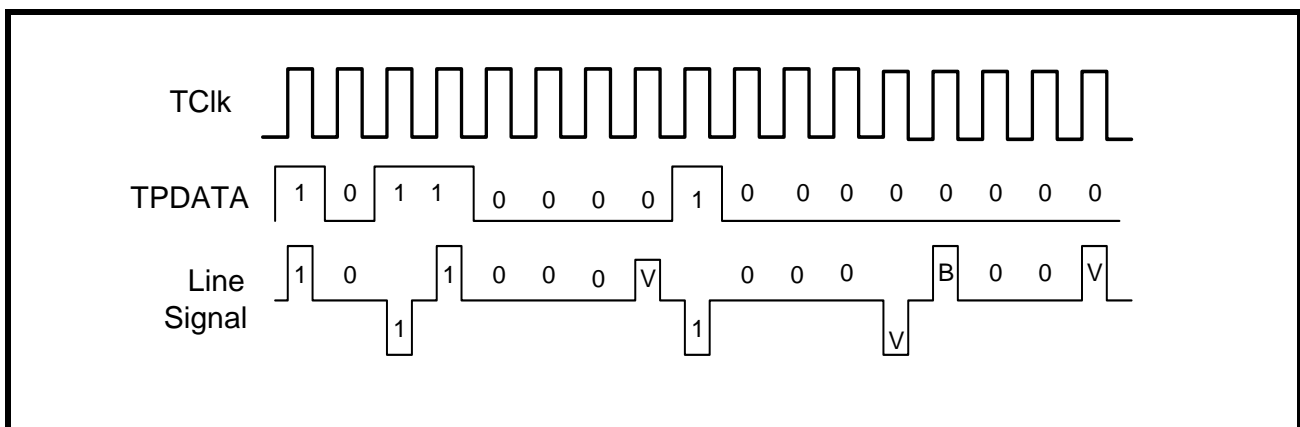 TClk
TPDATA 1 0 1 1 0 0 0 0 1 0 0 0 0 0 0 0 0
Line Signal 1 0 1 1 0 0 0 V 1 0 0 0 V B 0 0 V